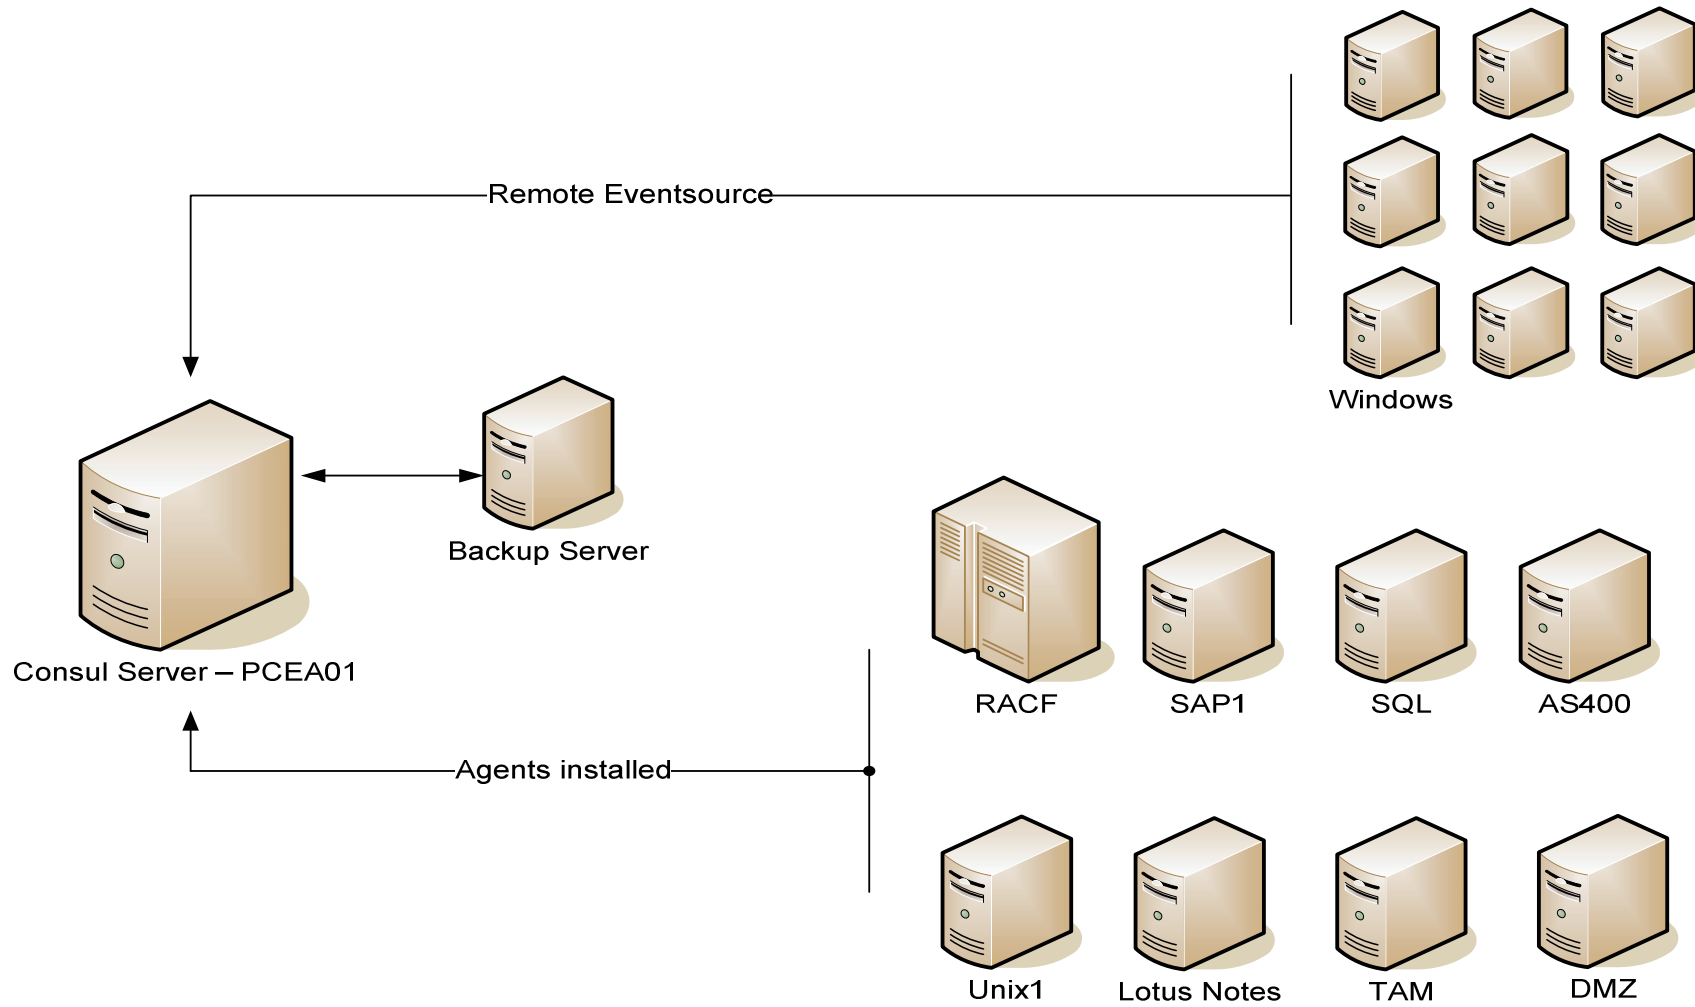 Remote Eventsource
Windows
Backup Server
Consul Server – PCEA01
RACF
SAP1
SQL
AS400
Agents installed
Unix1
Lotus Notes
TAM
DMZ